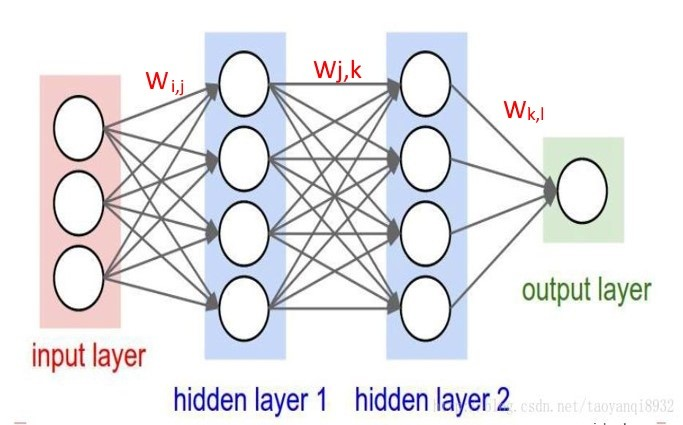 Wi,j
Wj,k
Wk,l
output layer
input layer
hidden layer 1
hidden layer 2
csdn.net/taoyanqi8932